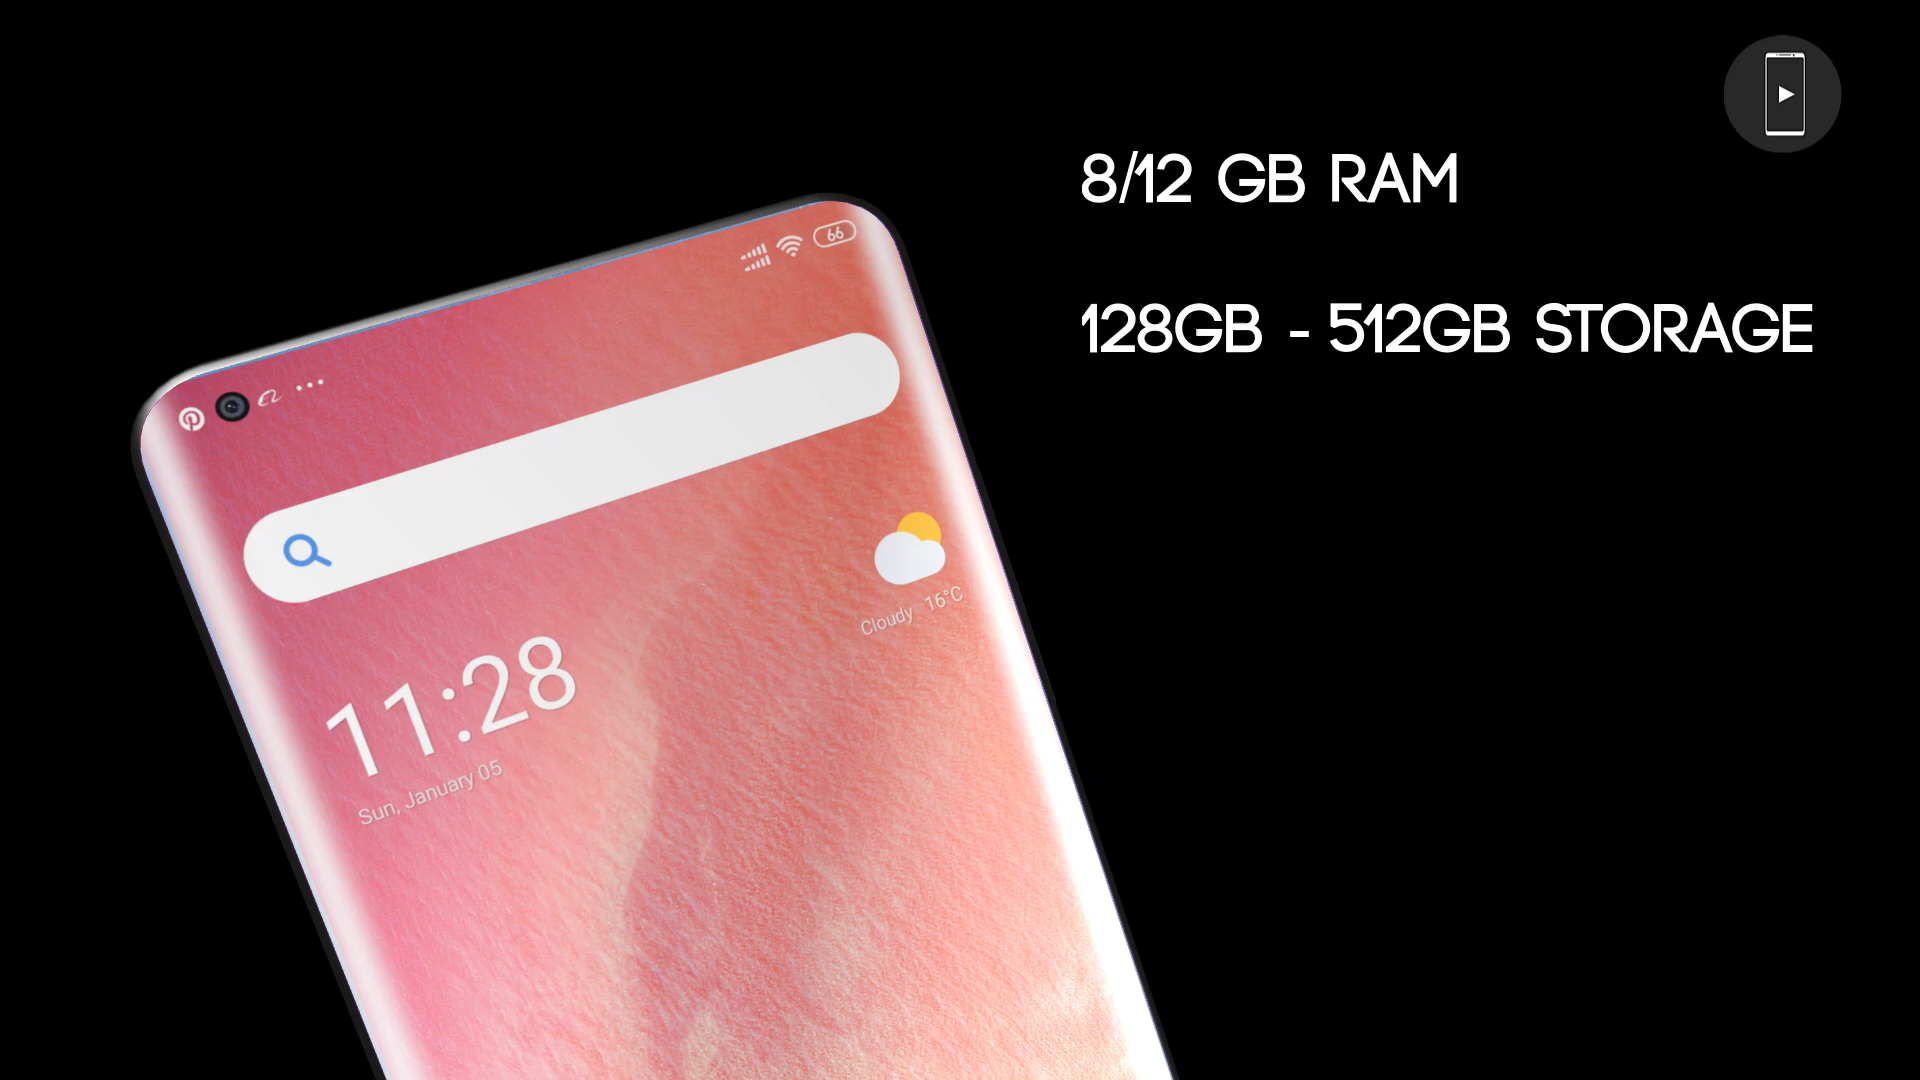 8/12 GB RAM
128GB - 512GB STORAGE
66
11:28
Sun, January 05
Cloudy 16°C